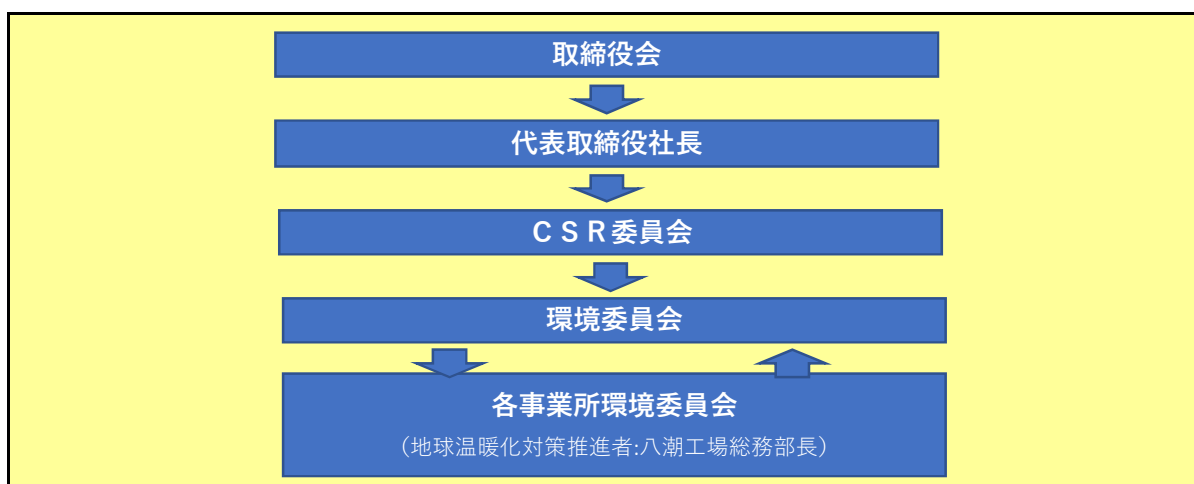 取締役会
代表取締役社長
ＣＳＲ委員会
環境委員会
各事業所環境委員会
（地球温暖化対策推進者:八潮工場総務部長）